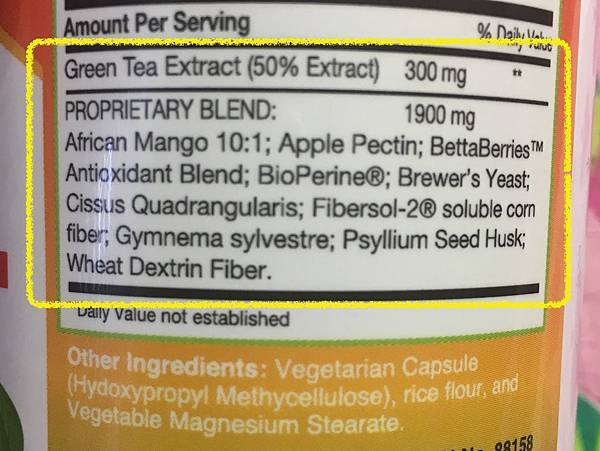 Amount Per Serving % Daily Value
Green Tea Extract (50% Extract) 300 mg **
PROPRIETARY BLEND: 1900 mg
African Mango 10:1; Apple Pectin; BettaBerries™
Antioxidant Blend; BioPerine®; Brewer's Yeast;
Cissus Quadrangularis; Fibersol-2® soluble corn
fiber; Gymnema sylvestre; Psyllium Seed Husk;
Wheat Dextrin Fiber.
Daily Value not established
Other Ingredients: Vegetarian Capsule
(Hydoxypropyl Methycellulose), rice flour, and
Vegetable Magnesium Stearate.
88158